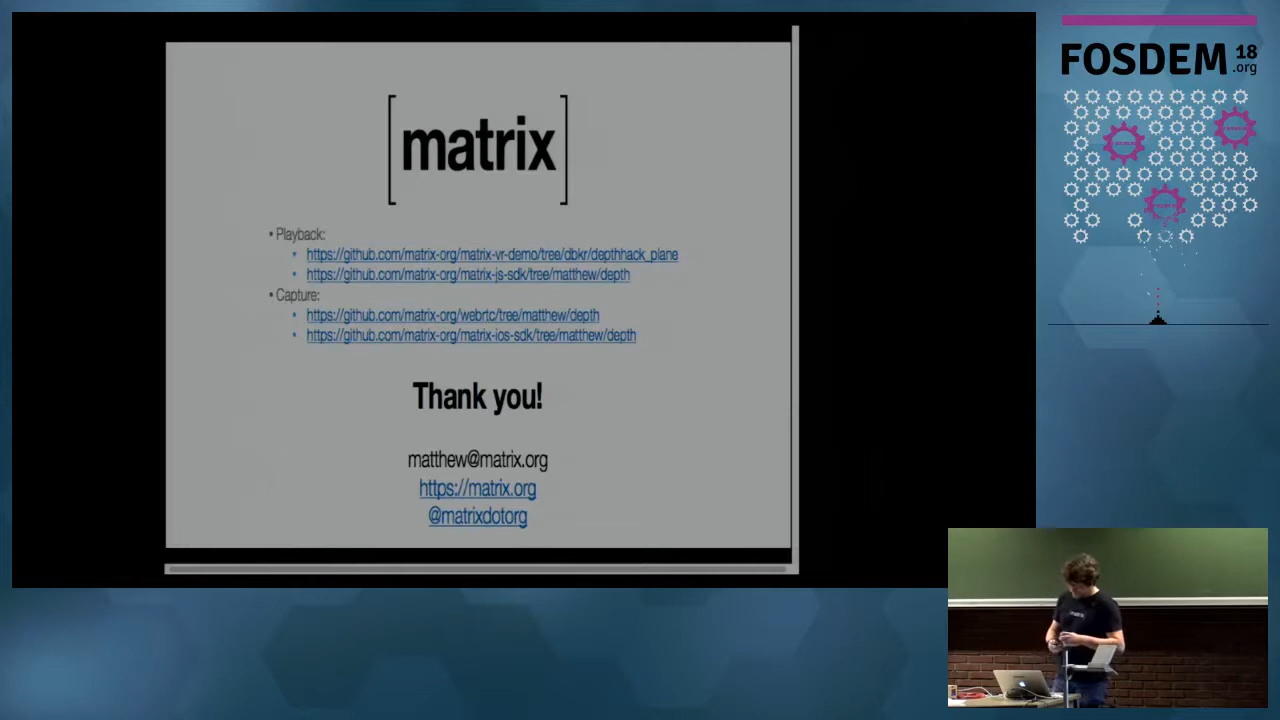 [matrix]
• Playback:
• https://github.com/matrix-org/matrix-vr-demo/tree/dbkr/depthhack_plane
• https://github.com/matrix-org/matrix-js-sdk/tree/matthew/depth
• Capture:
• https://github.com/matrix-org/webrtc/tree/matthew/depth
• https://github.com/matrix-org/matrix-ios-sdk/tree/matthew/depth
Thank you!
matthew@matrix.org
https://matrix.org
@matrixdotorg
FOSDEM 18
.org